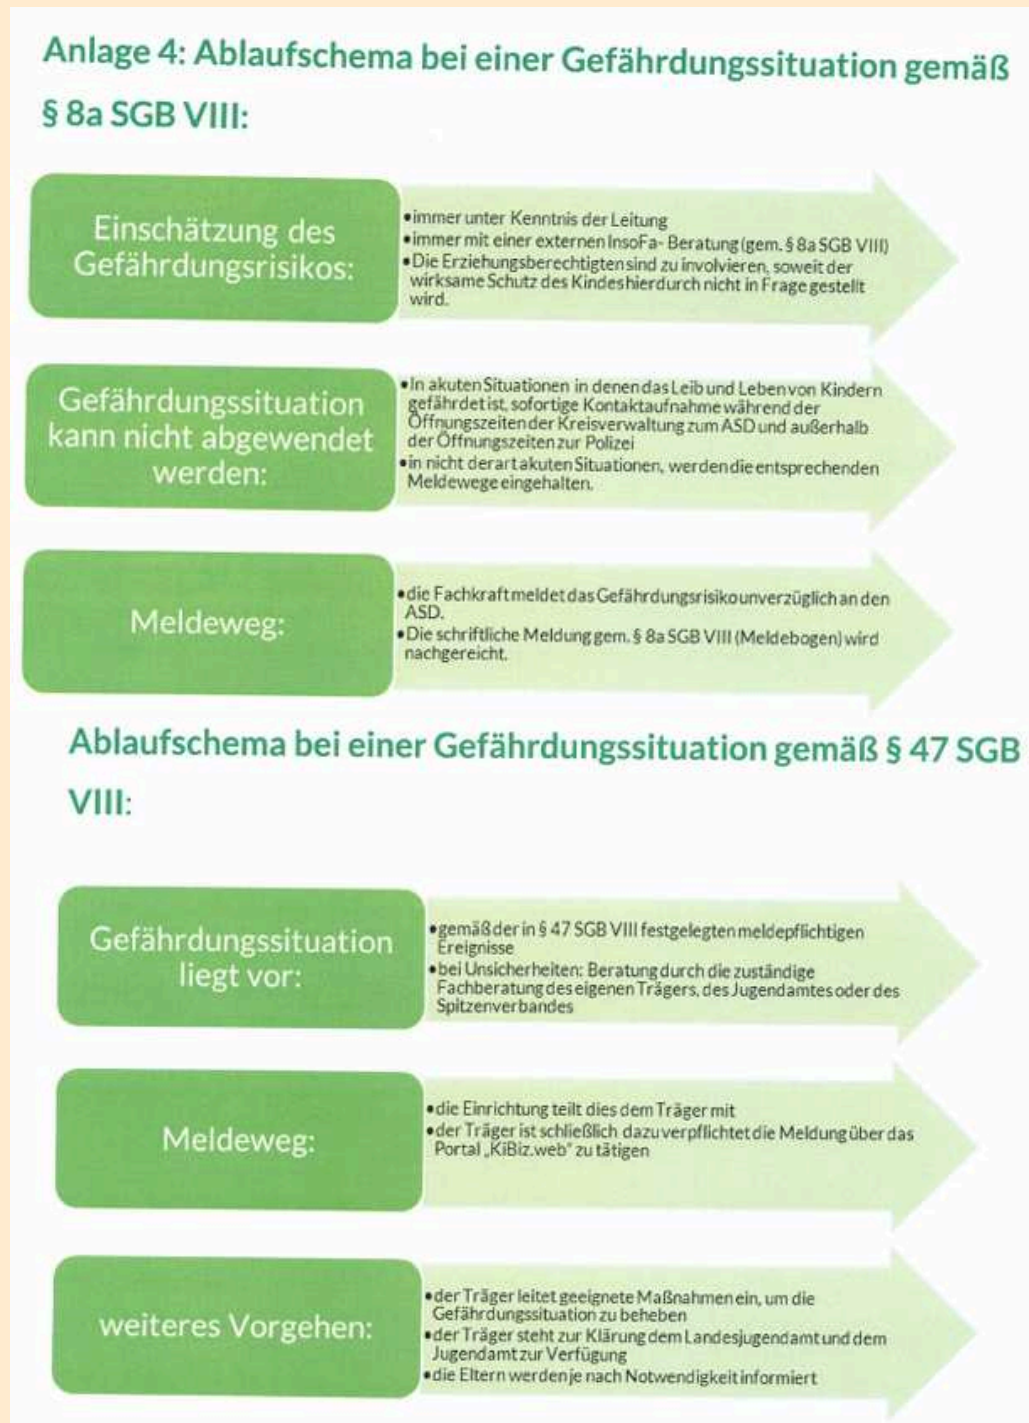 Anlage 4: Ablaufschema bei einer Gefährdungssituation gemäß
§ 8a SGB VIII:
Einschätzung des
Gefährdungsrisikos:
•immer unter Kenntnis der Leitung
•immer mit einer externen InsoFa- Beratung (gem. § 8a SGB VIII)
•Die Erziehungsberechtigten sind zu involvieren, soweit der
wirksame Schutz des Kindes hierdurch nicht in Frage gestellt
wird.
Gefährdungssituation
kann nicht abgewendet
werden:
•In akuten Situationen in denen das Leib und Leben von Kindern
gefährdet ist, sofortige Kontaktaufnahme während der
Öffnungszeiten der Kreisverwaltung zum ASD und außerhalb
der Öffnungszeiten zur Polizei
•in nicht derart akuten Situationen, werden die entsprechenden
Meldewege eingehalten.
Meldeweg:
•die Fachkraft meldet das Gefährdungsrisiko unverzüglich an den
ASD.
•Die schriftliche Meldung gem. § 8a SGB VIII (Meldebogen) wird
nachgereicht.
Ablaufschema bei einer Gefährdungssituation gemäß § 47 SGB
VIII:
Gefährdungssituation
liegt vor:
•gemäß der in § 47 SGB VIII festgelegten meldepflichtigen
Ereignisse
•bei Unsicherheiten: Beratung durch die zuständige
Fachberatung des eigenen Trägers, des Jugendamtes oder des
Spitzenverbandes
Meldeweg:
•die Einrichtung teilt dies dem Träger mit
•der Träger ist schließlich dazu verpflichtet die Meldung über das
Portal „KiBiz.web“ zu tätigen
weiteres Vorgehen:
•der Träger leitet geeignete Maßnahmen ein, um die
Gefährdungssituation zu beheben
•der Träger steht zur Klärung dem Landesjugendamt und dem
Jugendamt zur Verfügung
•die Eltern werden je nach Notwendigkeit informiert